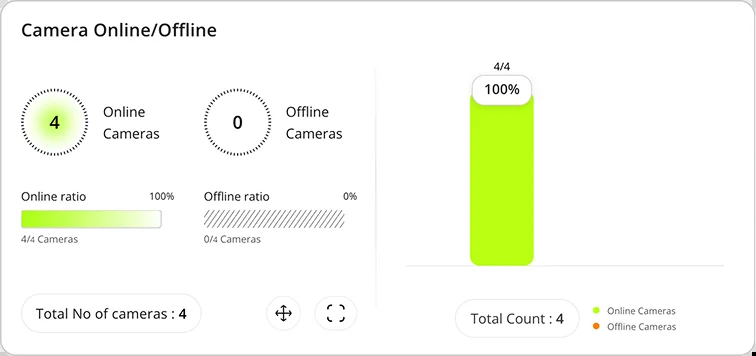 Camera Online/Offline
4
Online
Cameras
0
Offline
Cameras
Online ratio 100%
4/4 Cameras
Offline ratio 0%
0/4 Cameras
Total No of cameras : 4
4/4
100%
Total Count : 4
Online Cameras
Offline Cameras